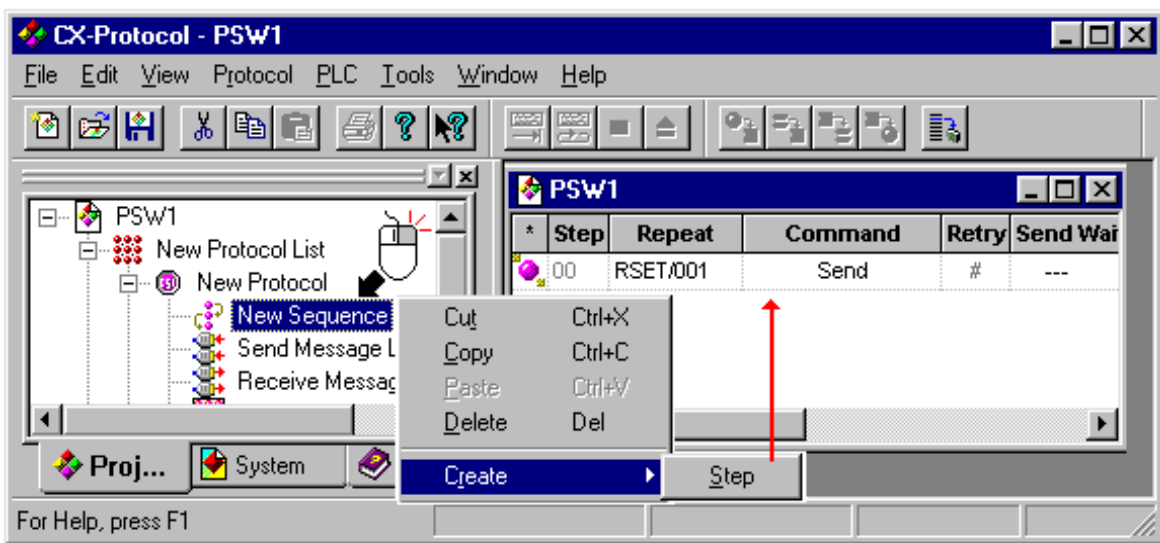 CX-Protocol - PSW1
File Edit View Protocol PLC Tools Window Help
PSW1
New Protocol List
New Protocol
New Sequence
Send Message L
Receive Messag
Proj...
System
Cut Ctrl+X
Copy Ctrl+C
Paste Ctrl+V
Delete Del
Create
Step
PSW1
* Step Repeat Command Retry Send Wai
00 RSET/001 Send # ---
For Help, press F1